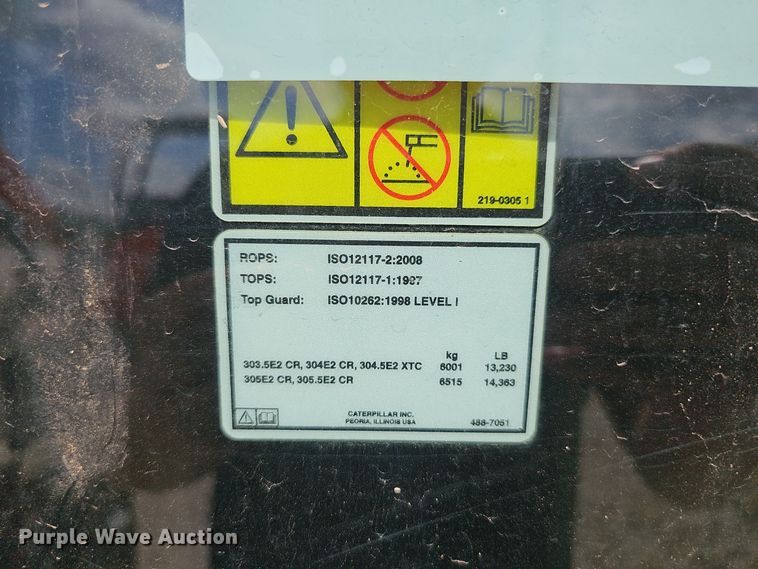 219-0305 1
ROPS: ISO12117-2:2008
TOPS: ISO12117-1:1997
Top Guard: ISO10262:1998 LEVEL I
kg LB
303.5E2 CR, 304E2 CR, 304.5E2 XTC 6001 13,230
305E2 CR, 305.5E2 CR 6515 14,363
CATERPILLAR INC.
PEORIA, ILLINOIS USA
488-7051
Purple Wave Auction®